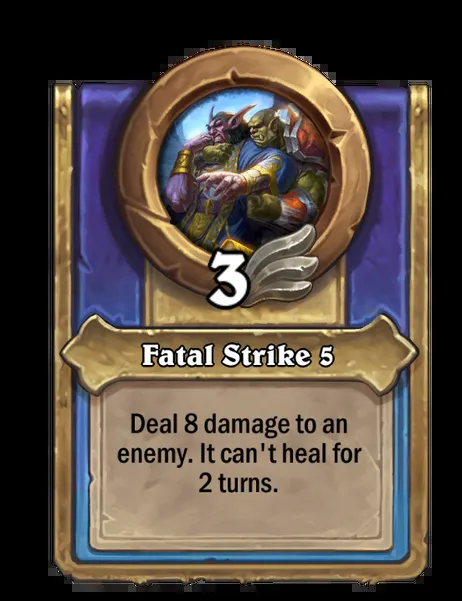 3
Fatal Strike 5
Deal 8 damage to an
enemy. It can't heal for
2 turns.